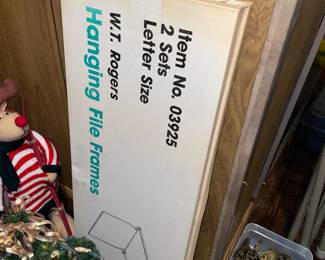 Item No. 03925
2 Sets
Letter Size
W.T. Rogers
Hanging File Frames